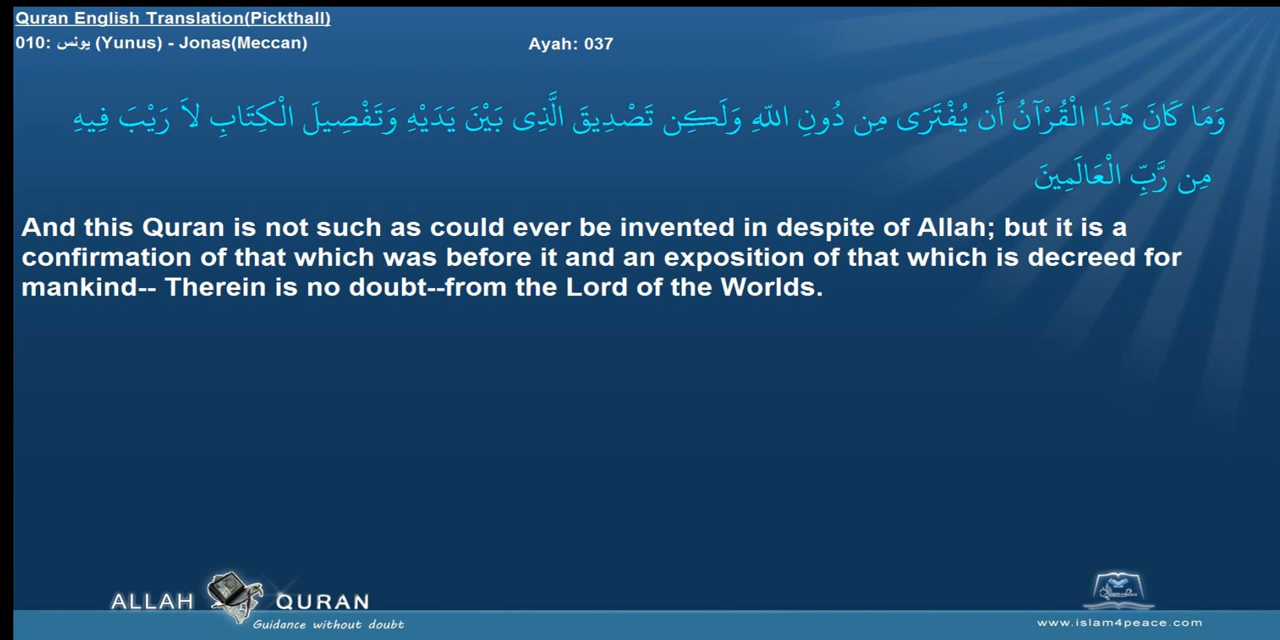 Quran English Translation(Pickthall)
010: يونس (Yunus) - Jonas(Meccan)
Ayah: 037
وَمَا كَانَ هَذَا الْقُرْآنُ أَن يُفْتَرَى مِن دُونِ اللّهِ وَلَكِن تَصْدِيقَ الَّذِى بَيْنَ يَدَيْهِ وَتَفْصِيلَ الْكِتَابِ لاَ رَيْبَ فِيهِ
مِن رَّبِّ الْعَالَمِينَ
And this Quran is not such as could ever be invented in despite of Allah; but it is a
confirmation of that which was before it and an exposition of that which is decreed for
mankind-- Therein is no doubt--from the Lord of the Worlds.
ALLAH QURAN
Guidance without doubt
www.islam4peace.com